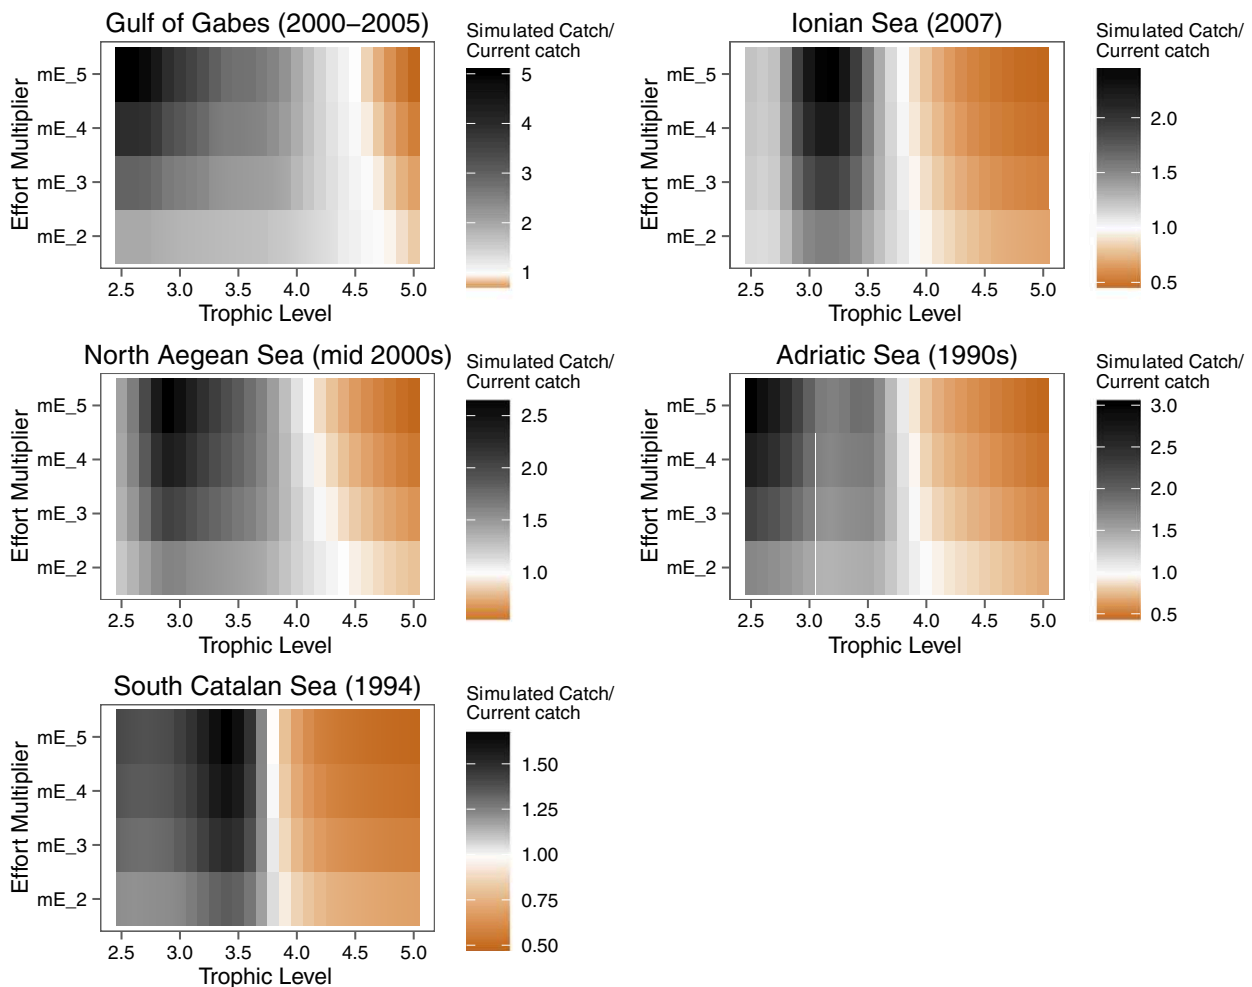 Gulf of Gabes (2000−2005)
Simulated Catch/
Current catch
Effort Multiplier
mE_5
mE_4
mE_3
mE_2
2.5 3.0 3.5 4.0 4.5 5.0
Trophic Level
5
4
3
2
1
Ionian Sea (2007)
Simulated Catch/
Current catch
Effort Multiplier
mE_5
mE_4
mE_3
mE_2
2.5 3.0 3.5 4.0 4.5 5.0
Trophic Level
2.0
1.5
1.0
0.5
North Aegean Sea (mid 2000s)
Simulated Catch/
Current catch
Effort Multiplier
mE_5
mE_4
mE_3
mE_2
2.5 3.0 3.5 4.0 4.5 5.0
Trophic Level
2.5
2.0
1.5
1.0
Adriatic Sea (1990s)
Simulated Catch/
Current catch
Effort Multiplier
mE_5
mE_4
mE_3
mE_2
2.5 3.0 3.5 4.0 4.5 5.0
Trophic Level
3.0
2.5
2.0
1.5
1.0
0.5
South Catalan Sea (1994)
Simulated Catch/
Current catch
Effort Multiplier
mE_5
mE_4
mE_3
mE_2
2.5 3.0 3.5 4.0 4.5 5.0
Trophic Level
1.50
1.25
1.00
0.75
0.50